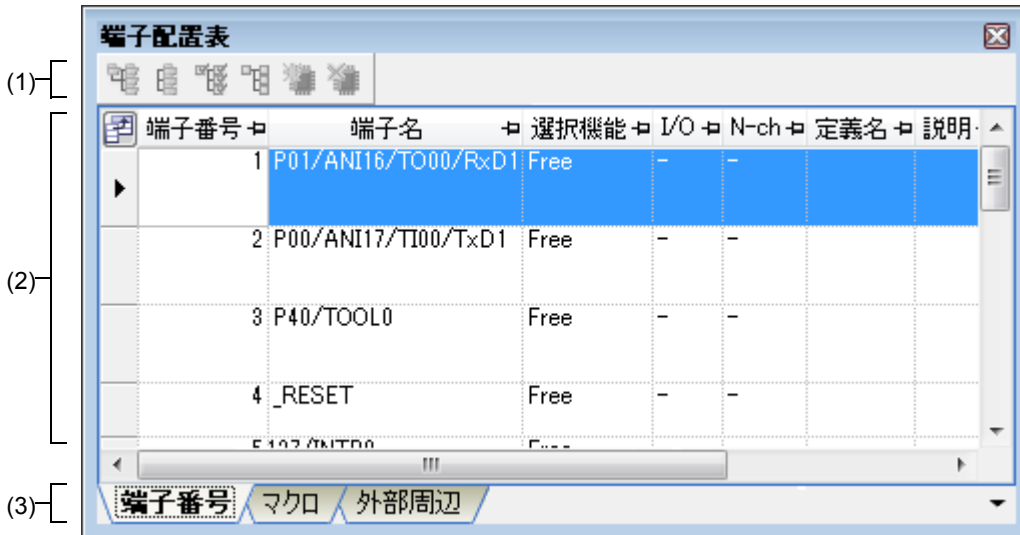 端子配置表
(1)
端子番号 端子名 選択機能 I/O N-ch 定義名 説明
1 P01/ANI16/TO00/RxD1 Free - -
(2)
2 P00/ANI17/TI00/TxD1 Free - -
3 P40/TOOL0 Free - -
4 _RESET Free - -
(3)
端子番号 マクロ 外部周辺